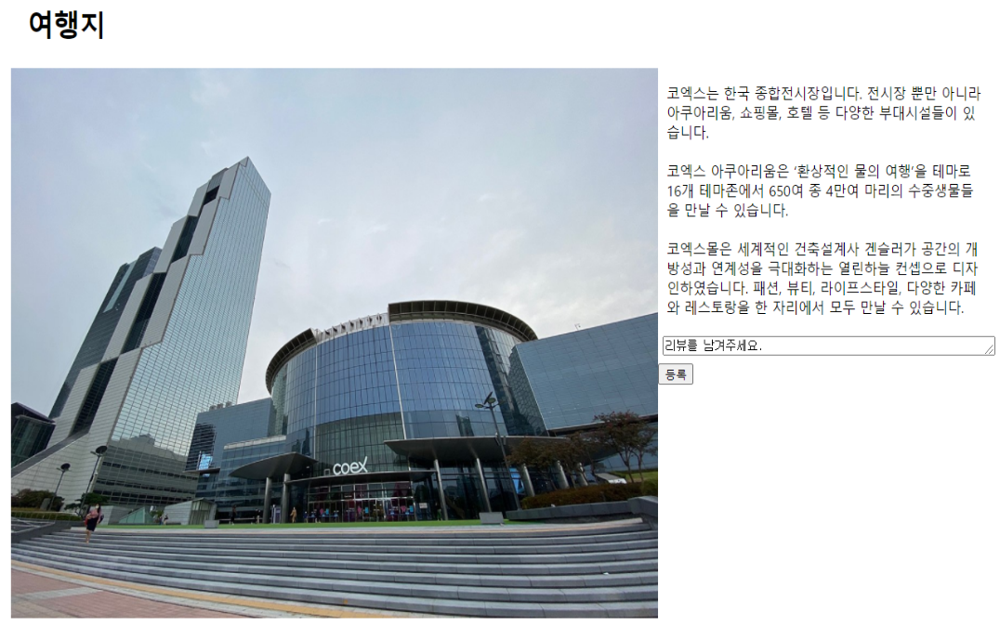 여행지
코엑스는 한국 종합전시장입니다. 전시장 뿐만 아니라
아쿠아리움, 쇼핑몰, 호텔 등 다양한 부대시설들이 있
습니다.
코엑스 아쿠아리움은 '환상적인 물의 여행'을 테마로
16개 테마존에서 650여 종 4만여 마리의 수중생물들
을 만날 수 있습니다.
코엑스몰은 세계적인 건축설계사 겐슬러가 공간의 개
방성과 연계성을 극대화하는 열린하늘 컨셉으로 디자
인하였습니다. 패션, 뷰티, 라이프스타일, 다양한 카페
와 레스토랑을 한 자리에서 모두 만날 수 있습니다.
리뷰를 남겨주세요.
등록
coex